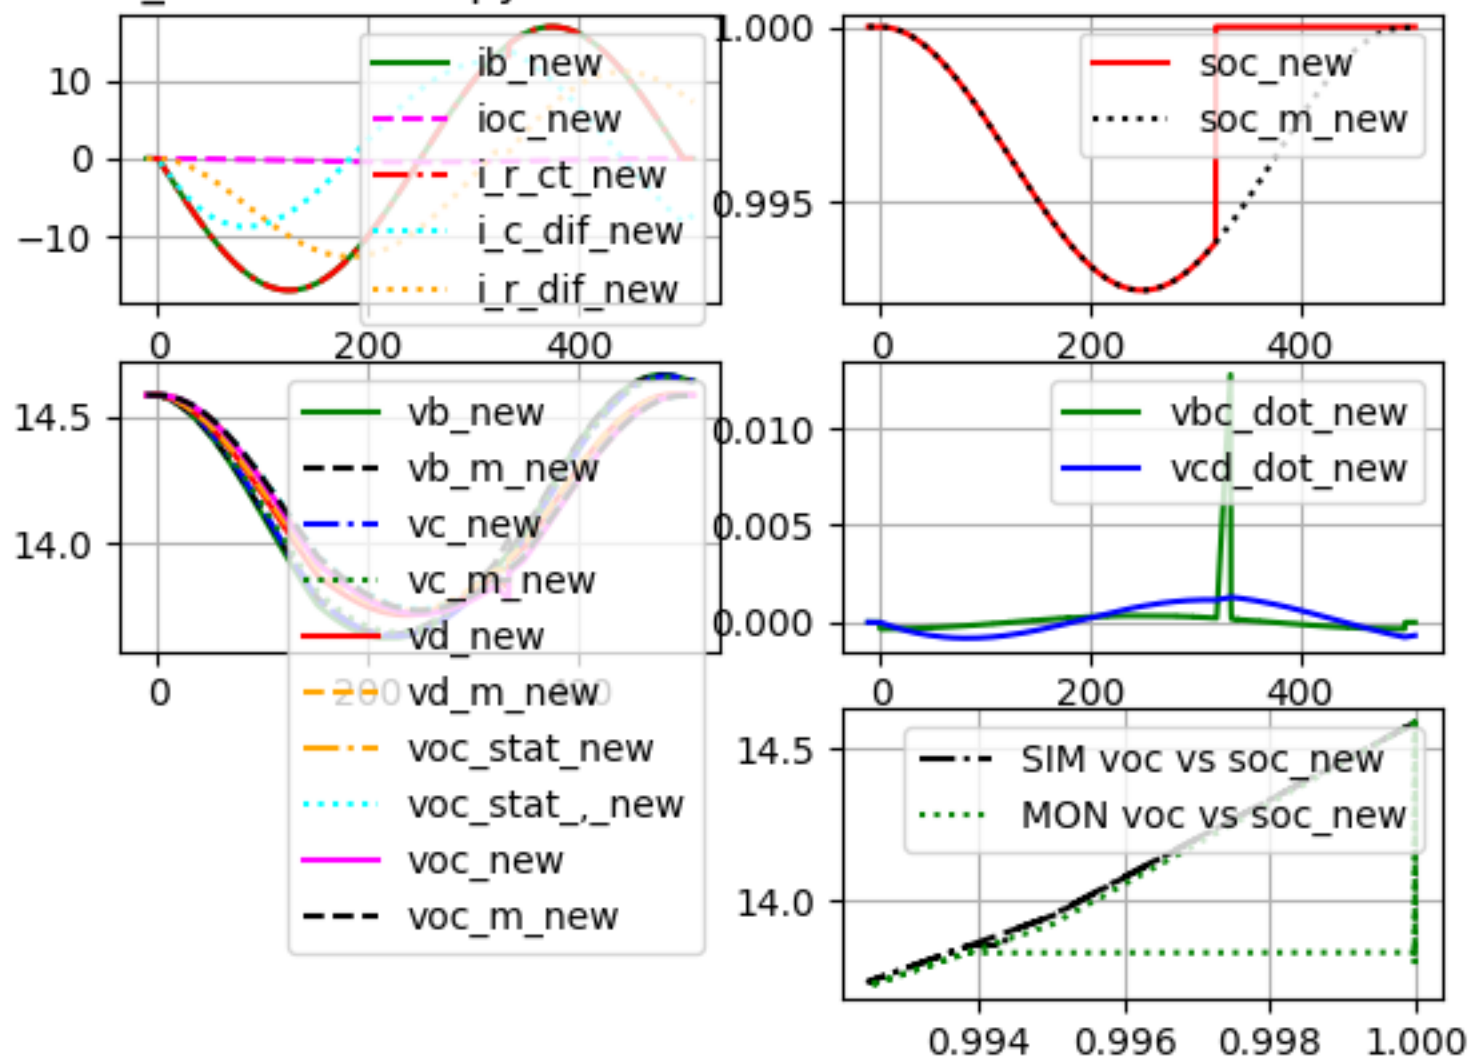 10
0
−10
0
200
400
ib_new
ioc_new
i_r_ct_new
i_c_dif_new
i_r_dif_new
1.000
0.995
0
200
400
soc_new
soc_m_new
14.5
14.0
0
200
400
vb_new
vb_m_new
vc_new
vc_m_new
vd_new
vd_m_new
voc_stat_new
voc_stat_,_new
voc_new
voc_m_new
0.010
0.005
0.000
0
200
400
vbc_dot_new
vcd_dot_new
14.5
14.0
SIM voc vs soc_new
MON voc vs soc_new
0.994
0.996
0.998
1.000